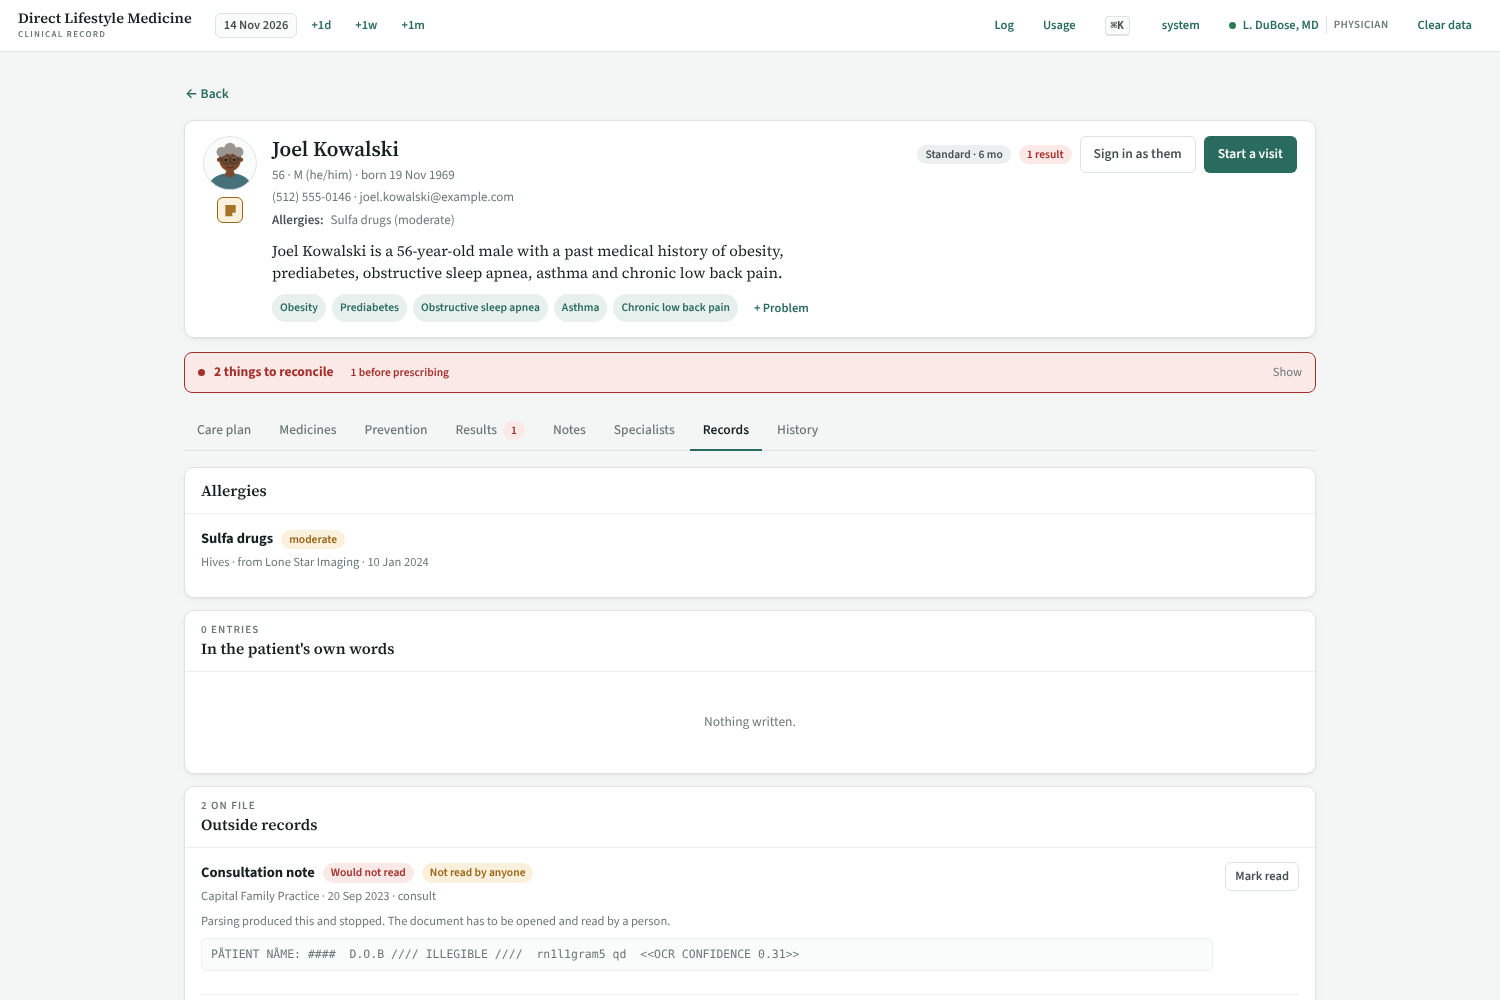 Direct Lifestyle Medicine
CLINICAL RECORD
14 Nov 2026 +1d +1w +1m
Log Usage ⌘K system L. DuBose, MD PHYSICIAN Clear data
← Back
Joel Kowalski
Standard · 6 mo 1 result Sign in as them Start a visit
56 · M (he/him) · born 19 Nov 1969
(512) 555-0146 · joel.kowalski@example.com
Allergies: Sulfa drugs (moderate)
Joel Kowalski is a 56-year-old male with a past medical history of obesity,
prediabetes, obstructive sleep apnea, asthma and chronic low back pain.
Obesity Prediabetes Obstructive sleep apnea Asthma Chronic low back pain + Problem
2 things to reconcile 1 before prescribing Show
Care plan Medicines Prevention Results 1 Notes Specialists Records History
Allergies
Sulfa drugs moderate
Hives · from Lone Star Imaging · 10 Jan 2024
0 ENTRIES
In the patient's own words
Nothing written.
2 ON FILE
Outside records
Consultation note Would not read Not read by anyone Mark read
Capital Family Practice · 20 Sep 2023 · consult
Parsing produced this and stopped. The document has to be opened and read by a person.
PÅTIENT NÅME: #### D.O.B //// ILLEGIBLE //// rn1l1gram5 qd <<OCR CONFIDENCE 0.31>>